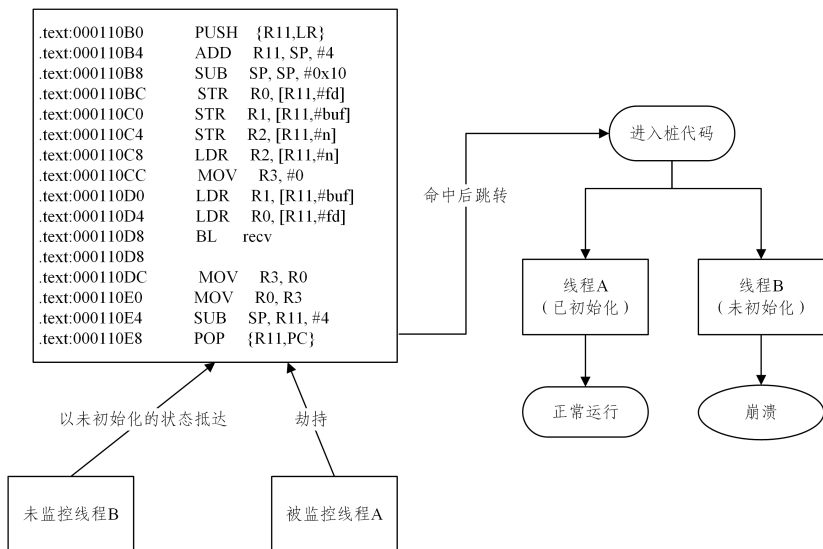 .text:000110B0 PUSH {R11,LR}
.text:000110B4 ADD R11, SP, #4
.text:000110B8 SUB SP, SP, #0x10
.text:000110BC STR R0, [R11,#fd]
.text:000110C0 STR R1, [R11,#buf]
.text:000110C4 STR R2, [R11,#n]
.text:000110C8 LDR R2, [R11,#n]
.text:000110CC MOV R3, #0
.text:000110D0 LDR R1, [R11,#buf]
.text:000110D4 LDR R0, [R11,#fd]
.text:000110D8 BL recv
.text:000110D8
.text:000110DC MOV R3, R0
.text:000110E0 MOV R0, R3
.text:000110E4 SUB SP, R11, #4
.text:000110E8 POP {R11,PC}
命中后跳转
进入桩代码
线程A
（已初始化）
线程B
（未初始化）
正常运行
崩溃
以未初始化的状态抵达
劫持
未监控线程B
被监控线程A